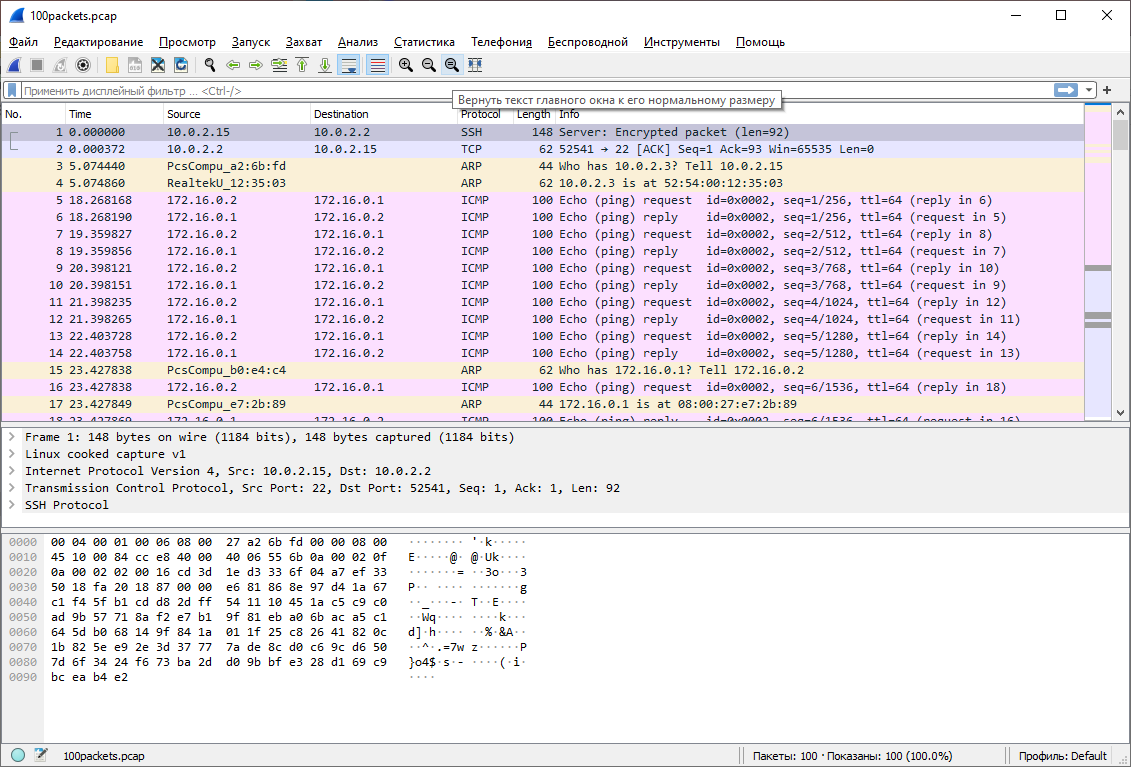 100packets.pcap
Файл Редактирование Просмотр Запуск Захват Анализ Статистика Телефония Беспроводной Инструменты Помощь
Применить дисплейный фильтр ... <Ctrl-/>
Вернуть текст главного окна к его нормальному размеру
No. Time Source Destination Protocol Length Info
1 0.000000 10.0.2.15 10.0.2.2 SSH 148 Server: Encrypted packet (len=92)
2 0.000372 10.0.2.2 10.0.2.15 TCP 62 52541 → 22 [ACK] Seq=1 Ack=93 Win=65535 Len=0
3 5.074440 PcsCompu_a2:6b:fd ARP 44 Who has 10.0.2.3? Tell 10.0.2.15
4 5.074860 RealtekU_12:35:03 ARP 62 10.0.2.3 is at 52:54:00:12:35:03
5 18.268168 172.16.0.2 172.16.0.1 ICMP 100 Echo (ping) request id=0x0002, seq=1/256, ttl=64 (reply in 6)
6 18.268190 172.16.0.1 172.16.0.2 ICMP 100 Echo (ping) reply id=0x0002, seq=1/256, ttl=64 (request in 5)
7 19.359827 172.16.0.2 172.16.0.1 ICMP 100 Echo (ping) request id=0x0002, seq=2/512, ttl=64 (reply in 8)
8 19.359856 172.16.0.1 172.16.0.2 ICMP 100 Echo (ping) reply id=0x0002, seq=2/512, ttl=64 (request in 7)
9 20.398121 172.16.0.2 172.16.0.1 ICMP 100 Echo (ping) request id=0x0002, seq=3/768, ttl=64 (reply in 10)
10 20.398151 172.16.0.1 172.16.0.2 ICMP 100 Echo (ping) reply id=0x0002, seq=3/768, ttl=64 (request in 9)
11 21.398235 172.16.0.2 172.16.0.1 ICMP 100 Echo (ping) request id=0x0002, seq=4/1024, ttl=64 (reply in 12)
12 21.398265 172.16.0.1 172.16.0.2 ICMP 100 Echo (ping) reply id=0x0002, seq=4/1024, ttl=64 (request in 11)
13 22.403728 172.16.0.2 172.16.0.1 ICMP 100 Echo (ping) request id=0x0002, seq=5/1280, ttl=64 (reply in 14)
14 22.403758 172.16.0.1 172.16.0.2 ICMP 100 Echo (ping) reply id=0x0002, seq=5/1280, ttl=64 (request in 13)
15 23.427838 PcsCompu_b0:e4:c4 ARP 62 Who has 172.16.0.1? Tell 172.16.0.2
16 23.427838 172.16.0.2 172.16.0.1 ICMP 100 Echo (ping) request id=0x0002, seq=6/1536, ttl=64 (reply in 18)
17 23.427849 PcsCompu_e7:2b:89 ARP 44 172.16.0.1 is at 08:00:27:e7:2b:89
18 23.427869 172.16.0.1 172.16.0.2 ICMP 100 Echo (ping) reply id=0x0002, seq=6/1536, ttl=64 (request in 16)
Frame 1: 148 bytes on wire (1184 bits), 148 bytes captured (1184 bits)
Linux cooked capture v1
Internet Protocol Version 4, Src: 10.0.2.15, Dst: 10.0.2.2
Transmission Control Protocol, Src Port: 22, Dst Port: 52541, Seq: 1, Ack: 1, Len: 92
SSH Protocol
0000 00 04 00 01 00 06 08 00 27 a2 6b fd 00 00 08 00 ········ '·k·····
0010 45 10 00 84 cc e8 40 00 40 06 55 6b 0a 00 02 0f E·····@· @·Uk····
0020 0a 00 02 02 00 16 cd 3d 1e d3 33 6f 04 a7 ef 33 ·······= ··3o···3
0030 50 18 fa 20 18 87 00 00 e6 81 86 8e 97 d4 1a 67 P·· ···· ·······g
0040 c1 f4 5f b1 cd d8 2d ff 54 11 10 45 1a c5 c9 c0 ··_···-· T··E····
0050 ad 9b 57 71 8a f2 e7 b1 9f 81 eb a0 6b ac a5 c1 ··Wq···· ····k···
0060 64 5d b0 68 14 9f 84 1a 01 1f 25 c8 26 41 82 0c d]·h···· ··%·&A··
0070 1b 82 5e e9 2e 3d 37 77 7a de 8c d0 c6 9c d6 50 ··^·.=7w z······P
0080 7d 6f 34 24 f6 73 ba 2d d0 9b bf e3 28 d1 69 c9 }o4$·s·- ····(·i·
0090 bc ea b4 e2 ····
100packets.pcap Пакеты: 100 · Показаны: 100 (100.0%) Профиль: Default